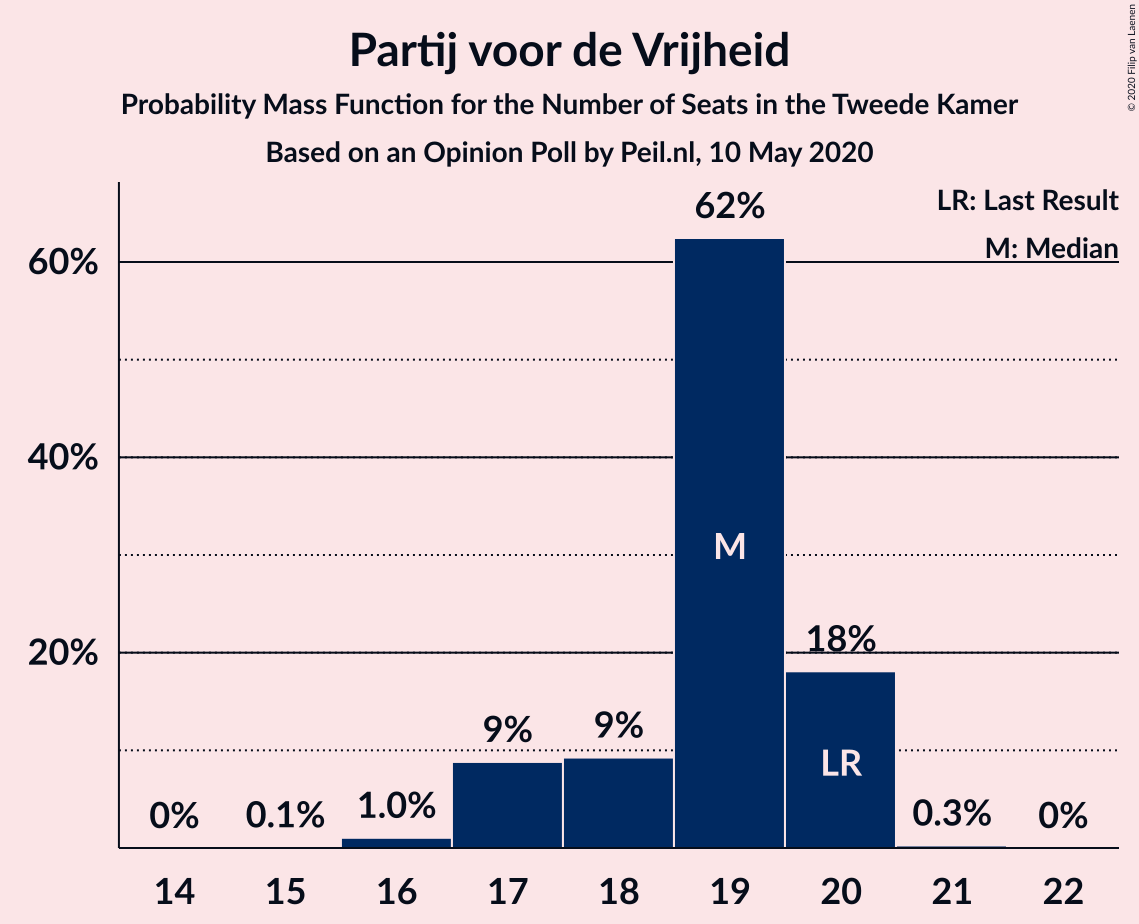 Partij voor de Vrijheid
Probability Mass Function for the Number of Seats in the Tweede Kamer
Based on an Opinion Poll by Peil.nl, 10 May 2020
© 2020 Filip van Laenen
LR: Last Result
M: Median
60%
40%
20%
0%
0.1%
1.0%
9%
9%
62%
18%
0.3%
0%
M
LR
14 15 16 17 18 19 20 21 22